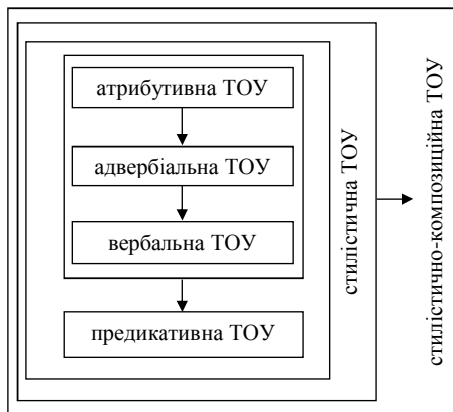 атрибутивна ТОУ
адвербіальна ТОУ
вербальна ТОУ
предикативна ТОУ
стилістична ТОУ
стилістично-композиційна ТОУ